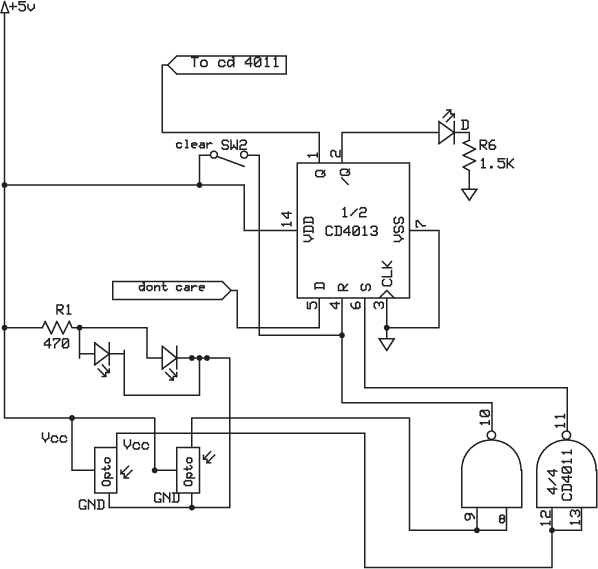 +5v
To cd 4011
clear SW2
D
R6
1.5K
1
2
Q
\Q
14
VDD
1/2
CD4013
VSS
7
dont care
D
R
S
CLK
5
4
6
3
R1
470
10
11
Vcc
Vcc
Opto
Opto
GND
GND
4/4
CD4011
9
8
12
13